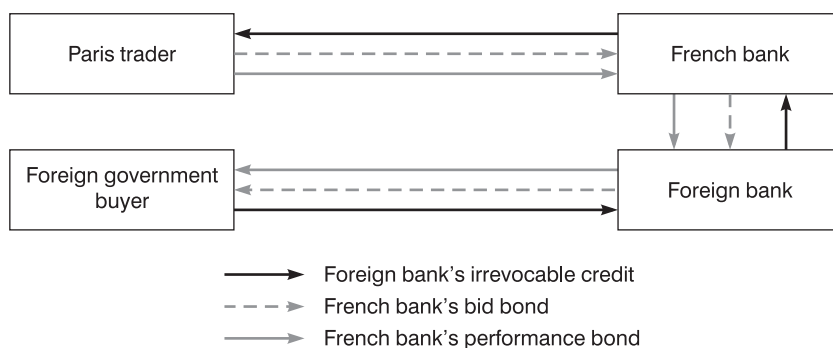 Paris trader
French bank
Foreign government
buyer
Foreign bank
Foreign bank’s irrevocable credit
French bank’s bid bond
French bank’s performance bond